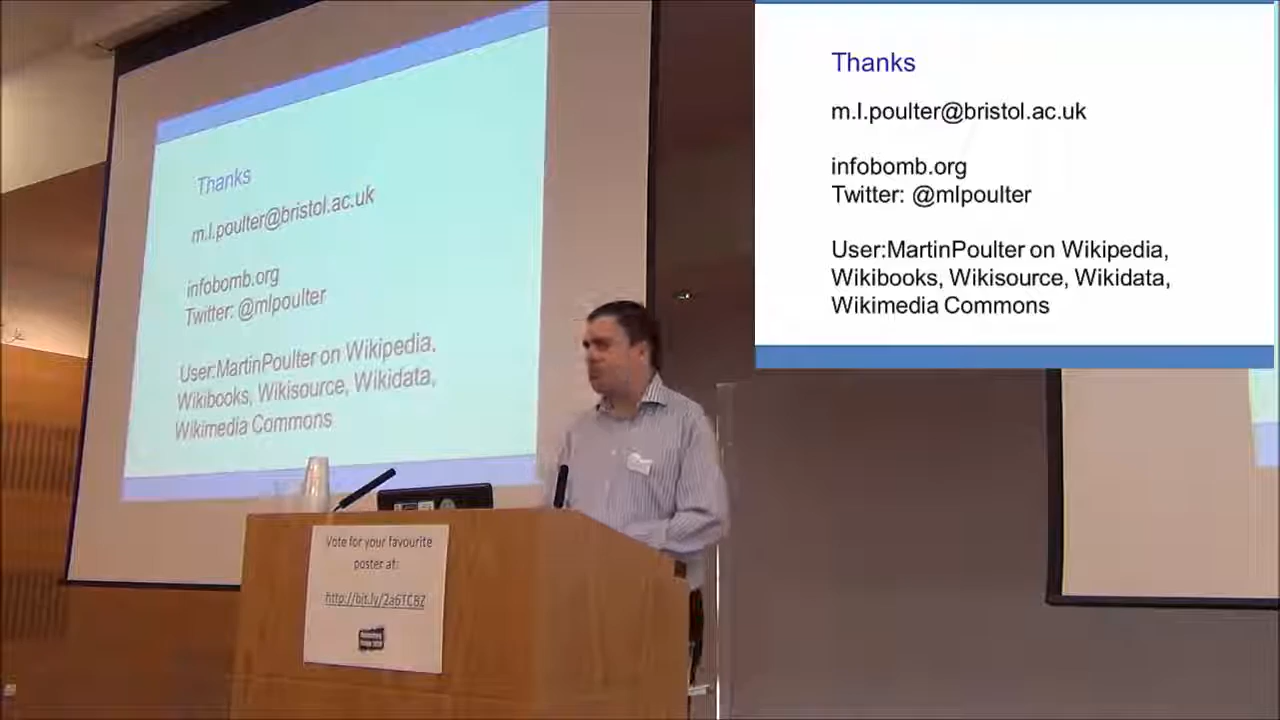 Thanks
m.l.poulter@bristol.ac.uk
infobomb.org
Twitter: @mlpoulter
User:MartinPoulter on Wikipedia,
Wikibooks, Wikisource, Wikidata,
Wikimedia Commons
Vote for your favourite
poster at:
http://bit.ly/2a6TCBZ
Thanks
m.l.poulter@bristol.ac.uk
infobomb.org
Twitter: @mlpoulter
User:MartinPoulter on Wikipedia,
Wikibooks, Wikisource, Wikidata,
Wikimedia Commons